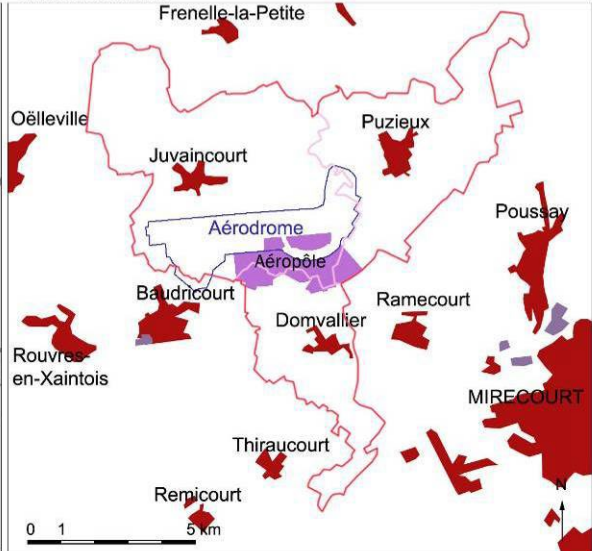 Frenelle-la-Petite
Oëlleville
Puzieux
Juvaincourt
Poussay
Aérodrome
Aéropôle
Baudricourt
Ramecourt
Domvallier
Rouvres-
en-Xaintois
MIRECOURT
Thiraucourt
Remicourt
N
0 1 5 km